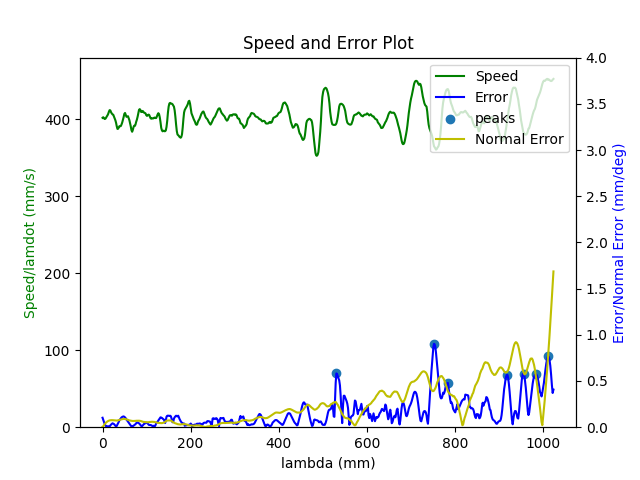 Speed and Error Plot
Speed
Error
peaks
Normal Error
Speed/lamdot (mm/s)
400
300
200
100
0
4.0
3.5
3.0
2.5
2.0
1.5
1.0
0.5
0.0
Error/Normal Error (mm/deg)
0 200 400 600 800 1000
lambda (mm)